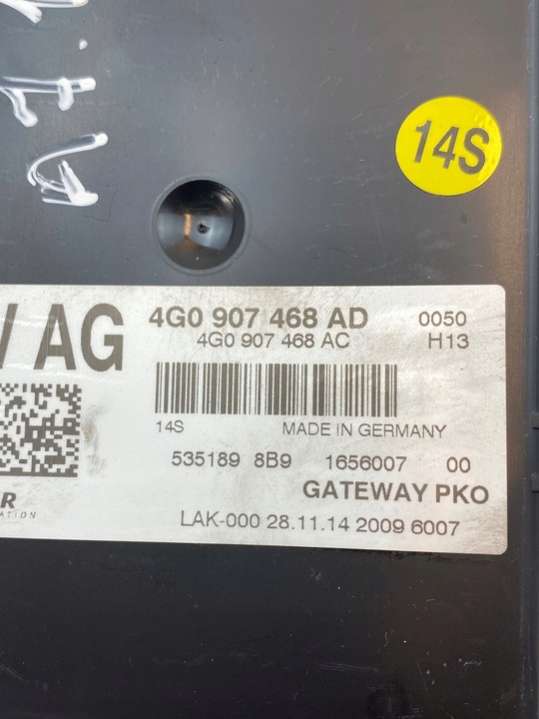 14S
/ AG
4G0 907 468 AD 0050
4G0 907 468 AC H13
14S MADE IN GERMANY
535189 8B9 1656007 00
GATEWAY PKO
R
ATION
LAK-000 28.11.14 2009 6007